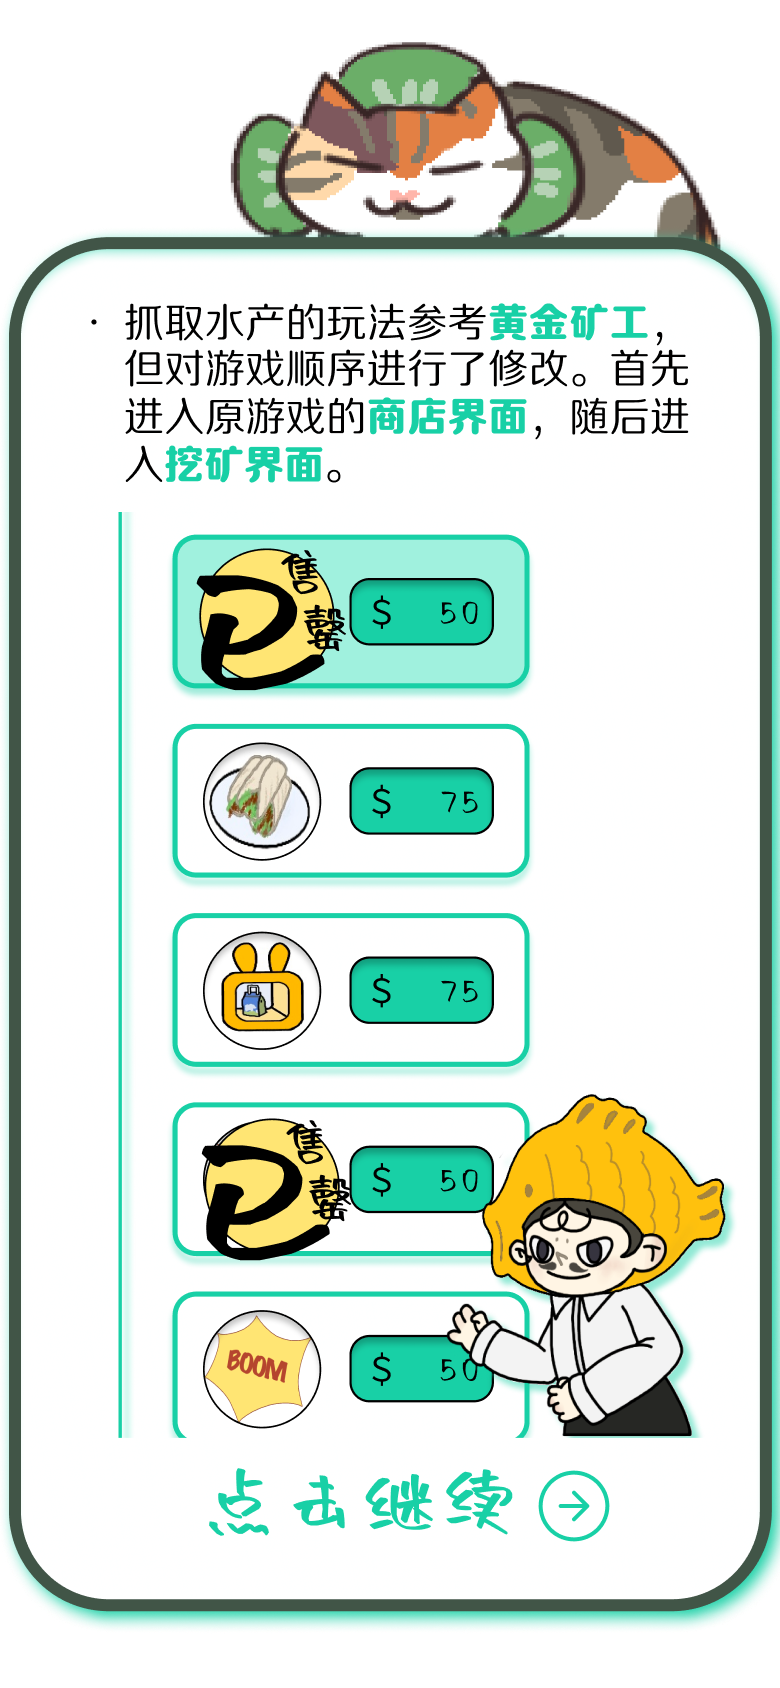 · 抓取水产的玩法参考黄金矿工，
但对游戏顺序进行了修改。首先
进入原游戏的商店界面，随后进
入挖矿界面。
已售罄
$ 50
$ 75
$ 75
已售罄
$ 50
BOOM
$ 50
点击继续